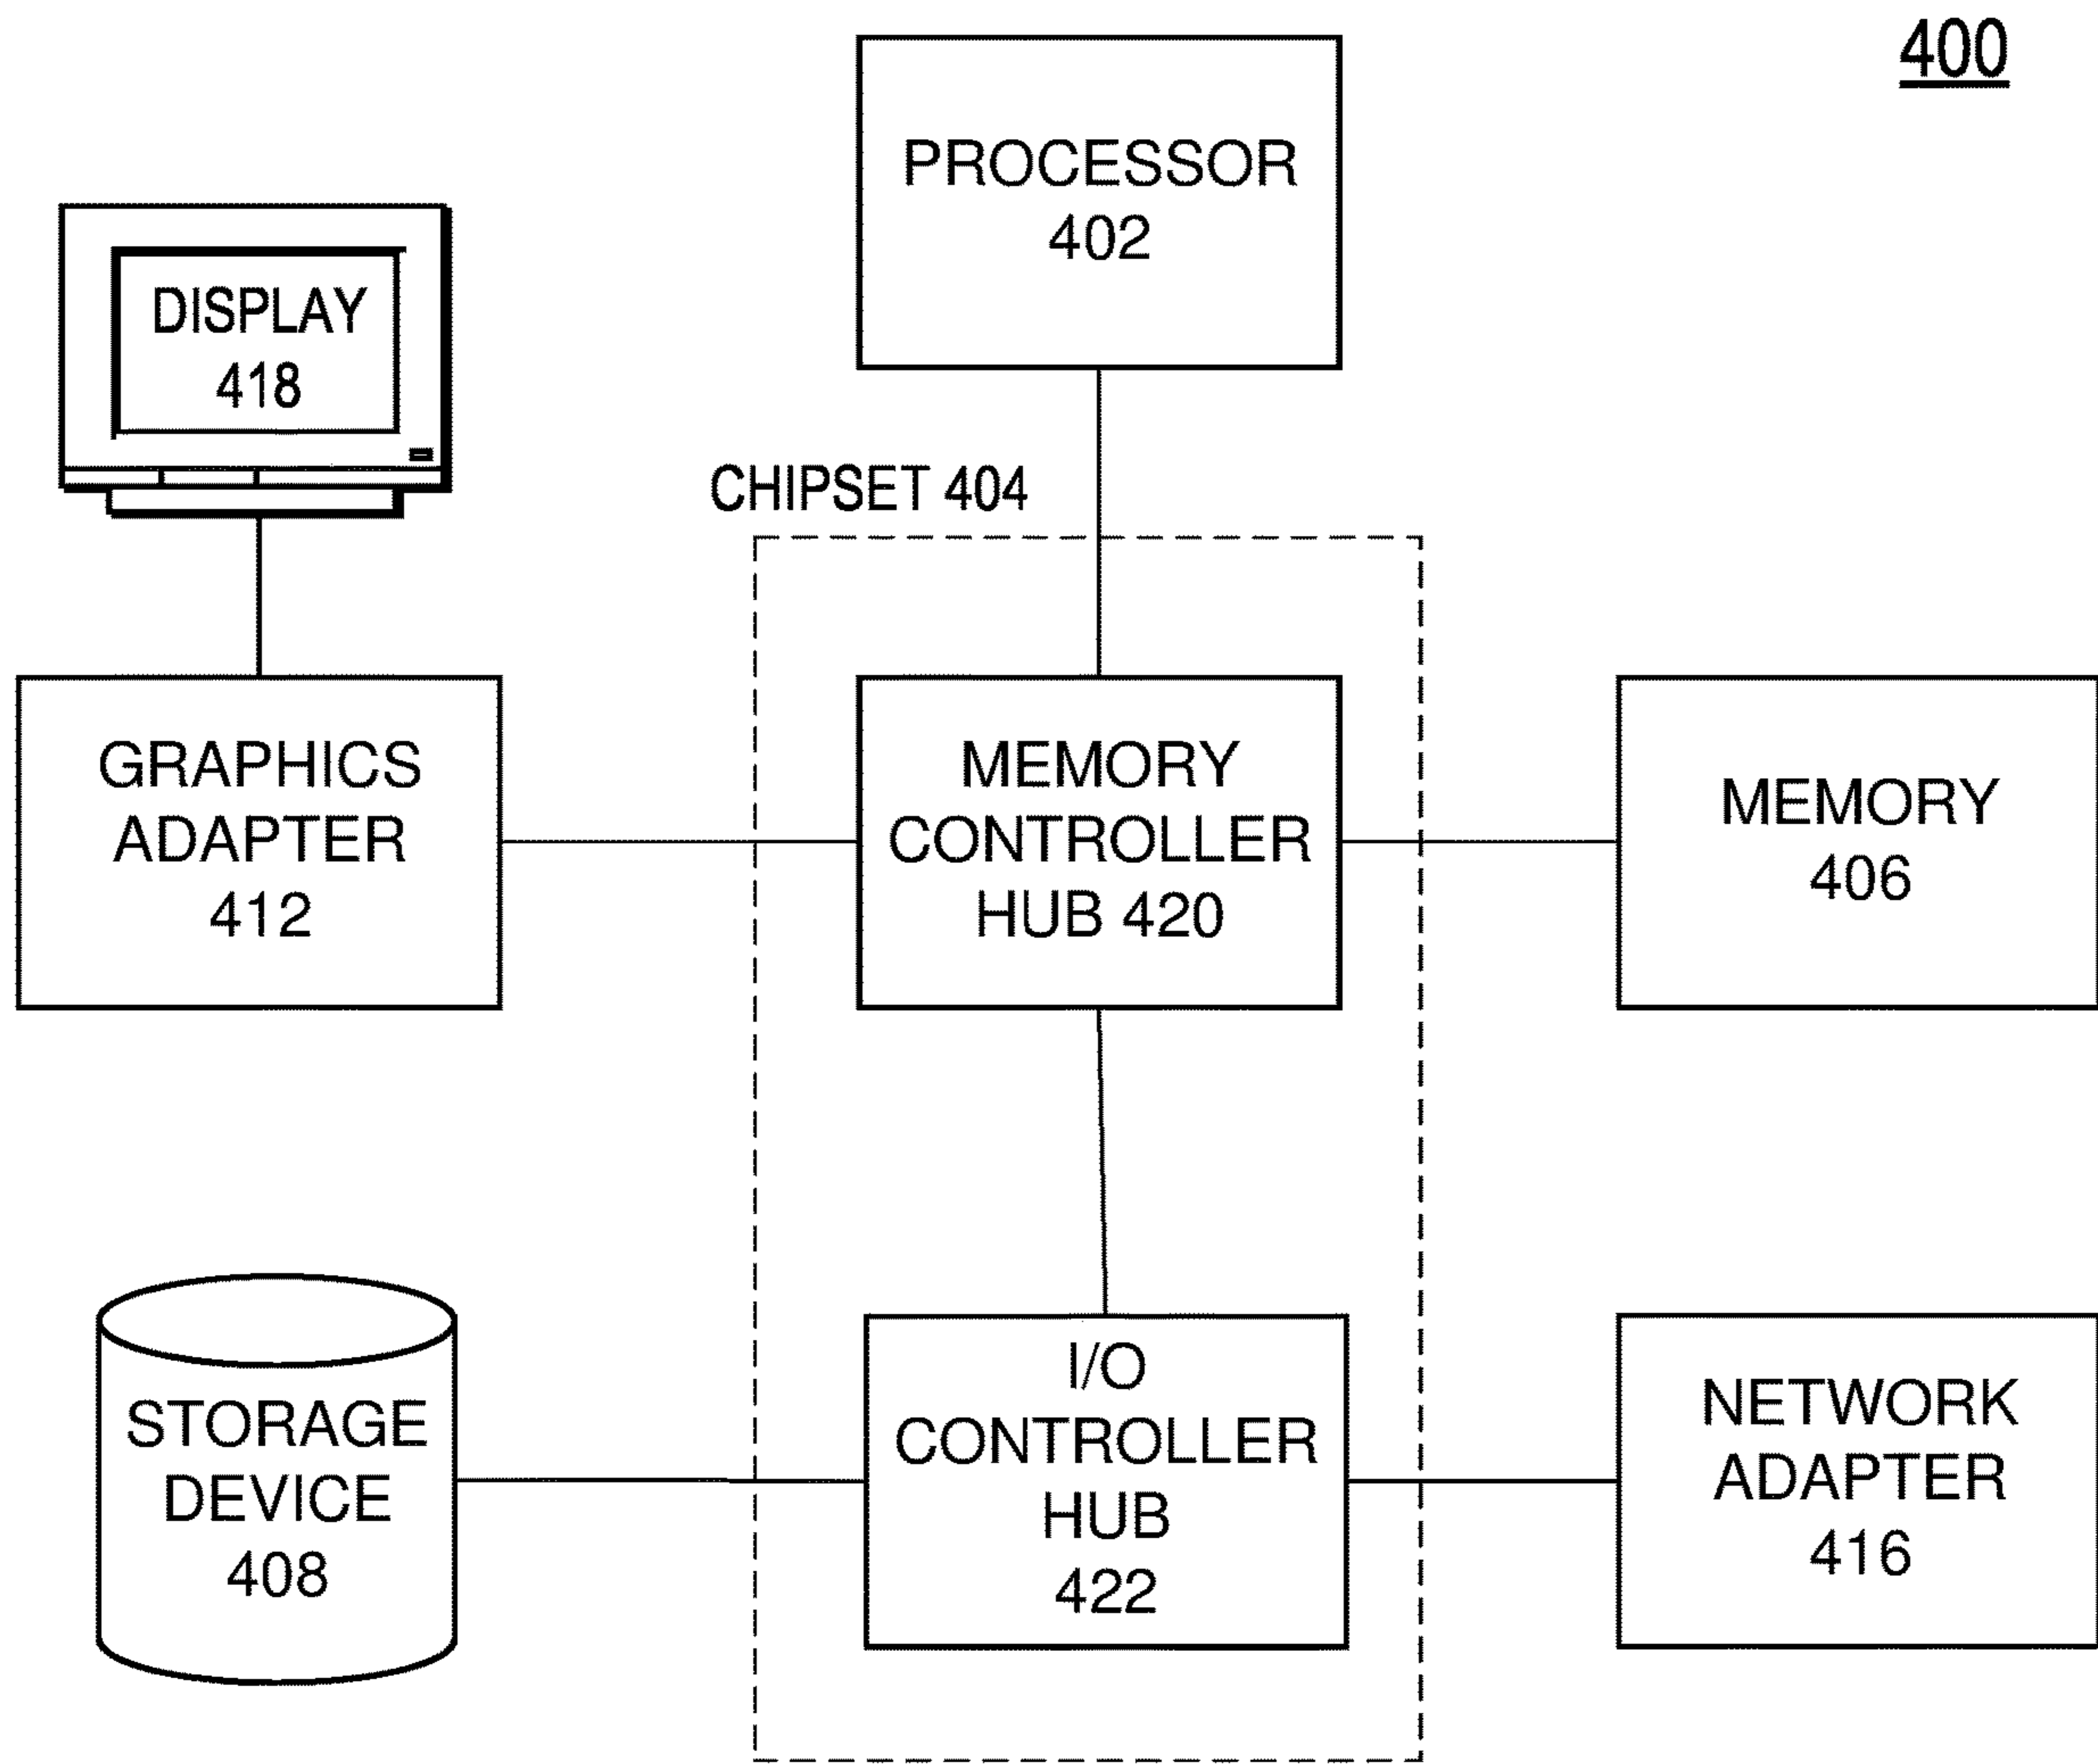 400
PROCESSOR
402
DISPLAY
418
CHIPSET 404
GRAPHICS
ADAPTER
412
MEMORY
CONTROLLER
HUB 420
MEMORY
406
STORAGE
DEVICE
408
I/O
CONTROLLER
HUB
422
NETWORK
ADAPTER
416